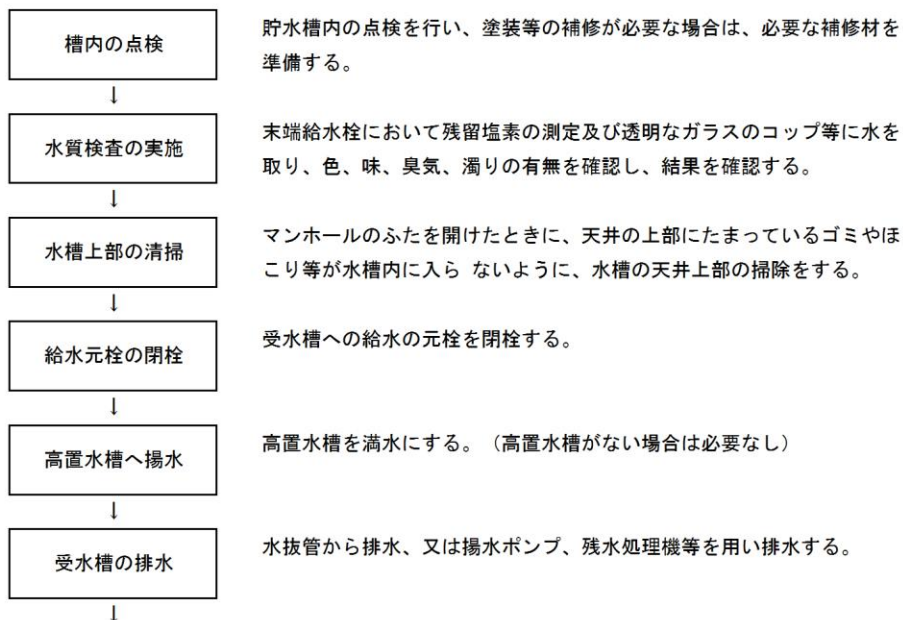 槽内の点検
貯水槽内の点検を行い、塗装等の補修が必要な場合は、必要な補修材を
準備する。
↓
水質検査の実施
末端給水栓において残留塩素の測定及び透明なガラスのコップ等に水を
取り、色、味、臭気、濁りの有無を確認し、結果を確認する。
↓
水槽上部の清掃
マンホールのふたを開けたときに、天井の上部にたまっているゴミやほ
こり等が水槽内に入ら ないように、水槽の天井上部の掃除をする。
↓
給水元栓の閉栓
受水槽への給水の元栓を閉栓する。
↓
高置水槽へ揚水
高置水槽を満水にする。（高置水槽がない場合は必要なし）
↓
受水槽の排水
水抜管から排水、又は揚水ポンプ、残水処理機等を用い排水する。
↓